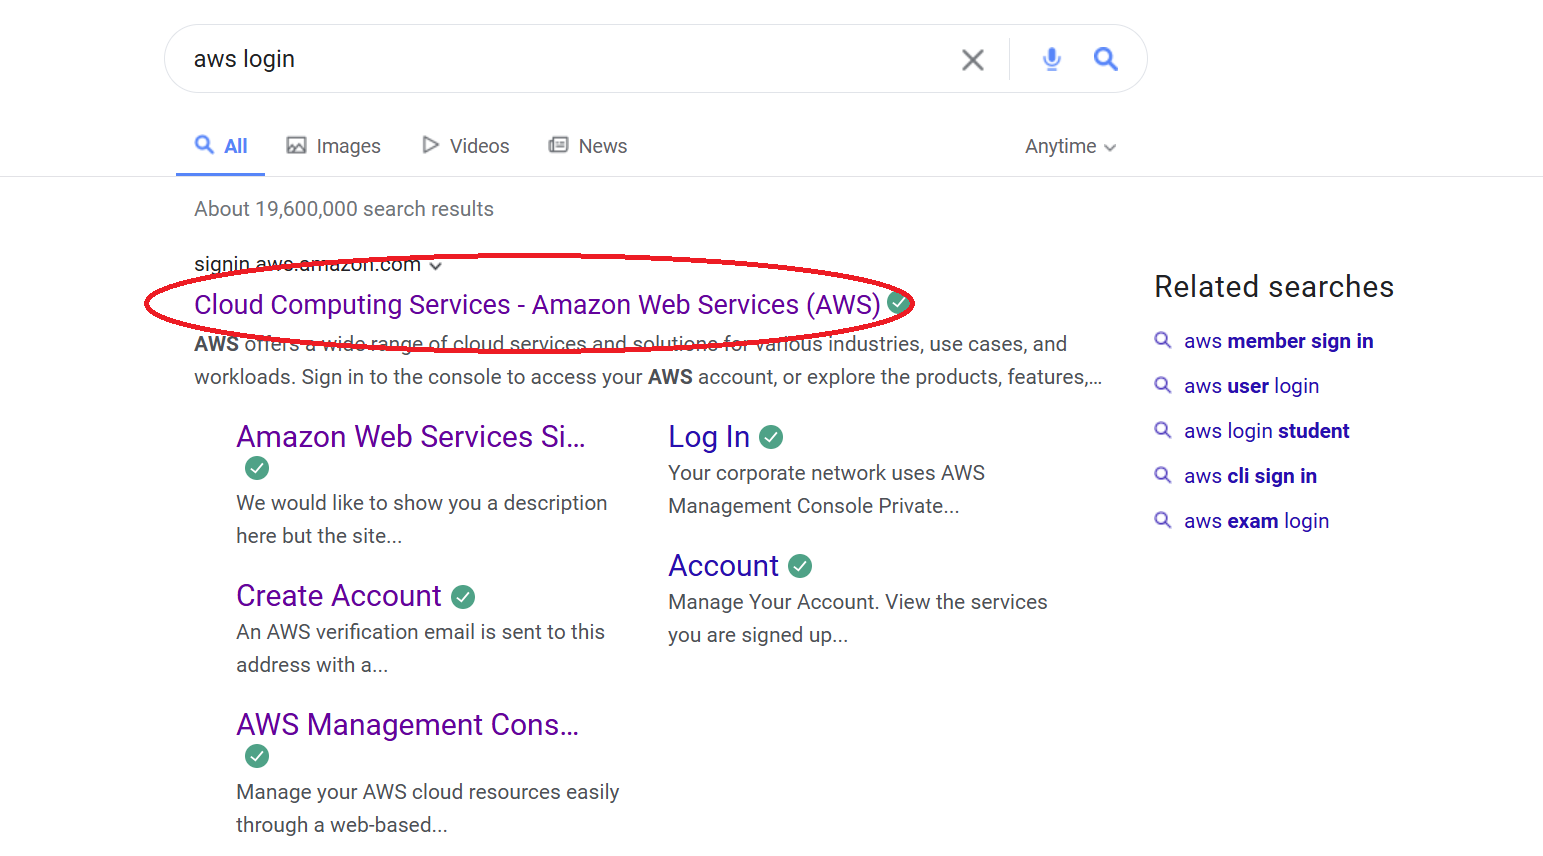 aws login
All Images Videos News Anytime
About 19,600,000 search results
signin.aws.amazon.com
Cloud Computing Services - Amazon Web Services (AWS)
AWS offers a wide range of cloud services and solutions for various industries, use cases, and
workloads. Sign in to the console to access your AWS account, or explore the products, features,...
Amazon Web Services Si...
We would like to show you a description
here but the site...
Create Account
An AWS verification email is sent to this
address with a...
AWS Management Cons...
Manage your AWS cloud resources easily
through a web-based...
Log In
Your corporate network uses AWS
Management Console Private...
Account
Manage Your Account. View the services
you are signed up...
Related searches
aws member sign in
aws user login
aws login student
aws cli sign in
aws exam login